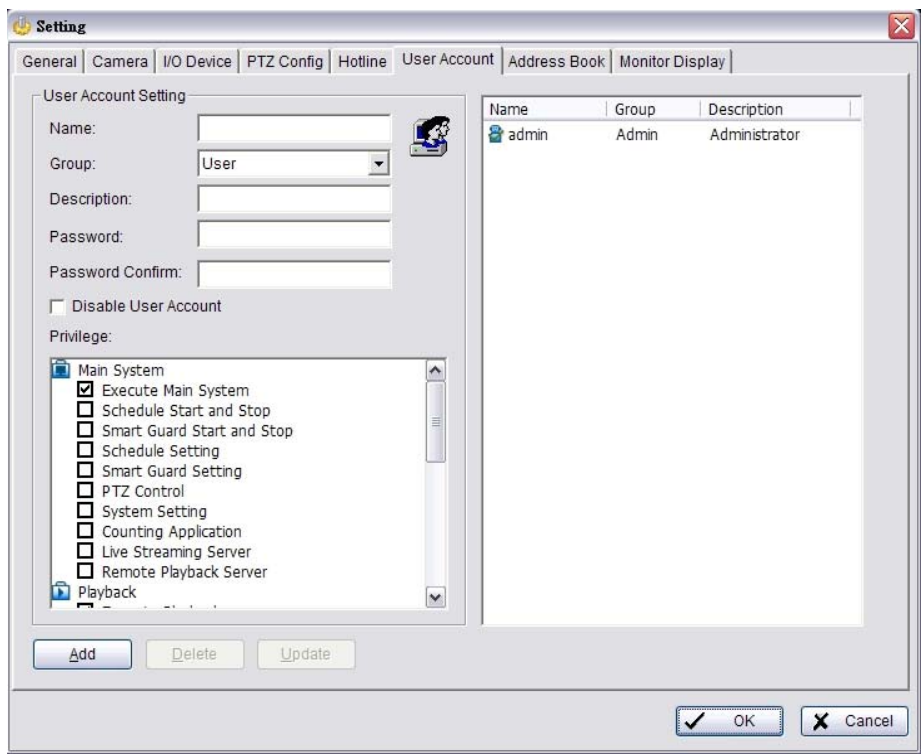 Setting
General Camera I/O Device PTZ Config Hotline User Account Address Book Monitor Display
User Account Setting
Name:
Group: User
Description:
Password:
Password Confirm:
Disable User Account
Privilege:
Main System
Execute Main System
Schedule Start and Stop
Smart Guard Start and Stop
Schedule Setting
Smart Guard Setting
PTZ Control
System Setting
Counting Application
Live Streaming Server
Remote Playback Server
Playback
Name Group Description
admin Admin Administrator
Add Delete Update
OK Cancel